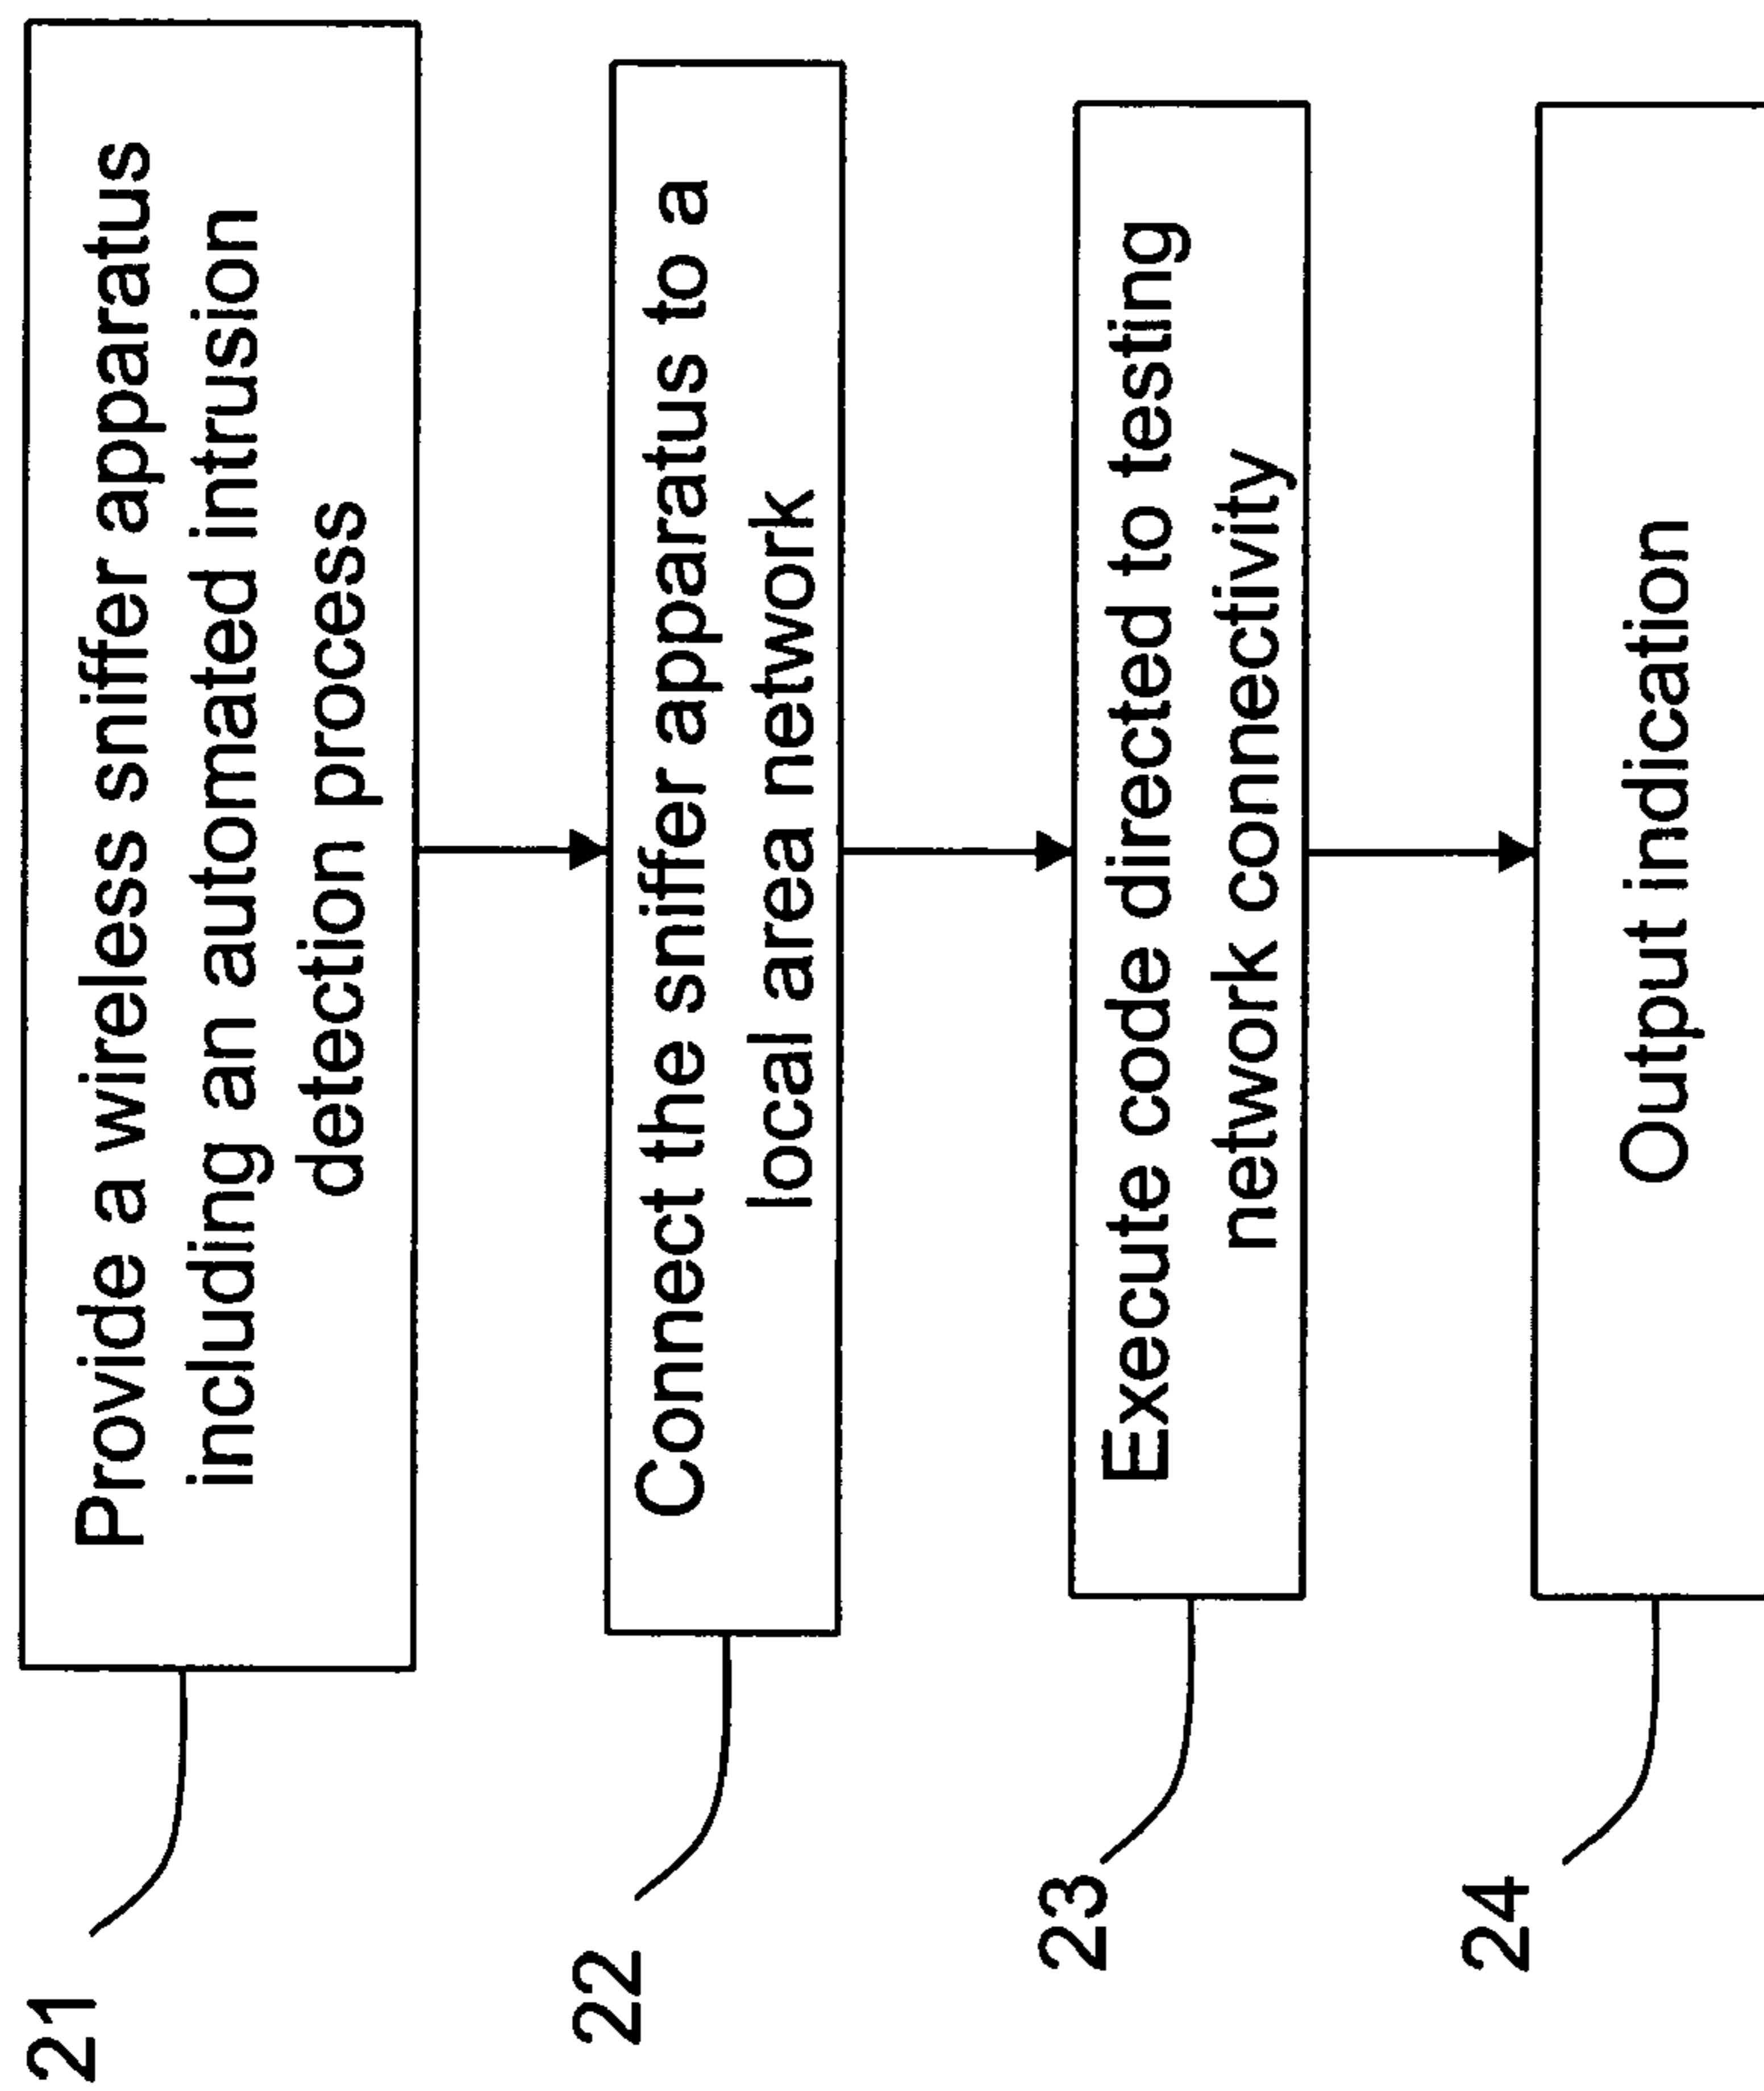 21
Provide a wireless sniffer apparatus
including an automated intrusion
detection process
22
Connect the sniffer apparatus to a
local area network
23
Execute code directed to testing
network connectivity
24
Output indication